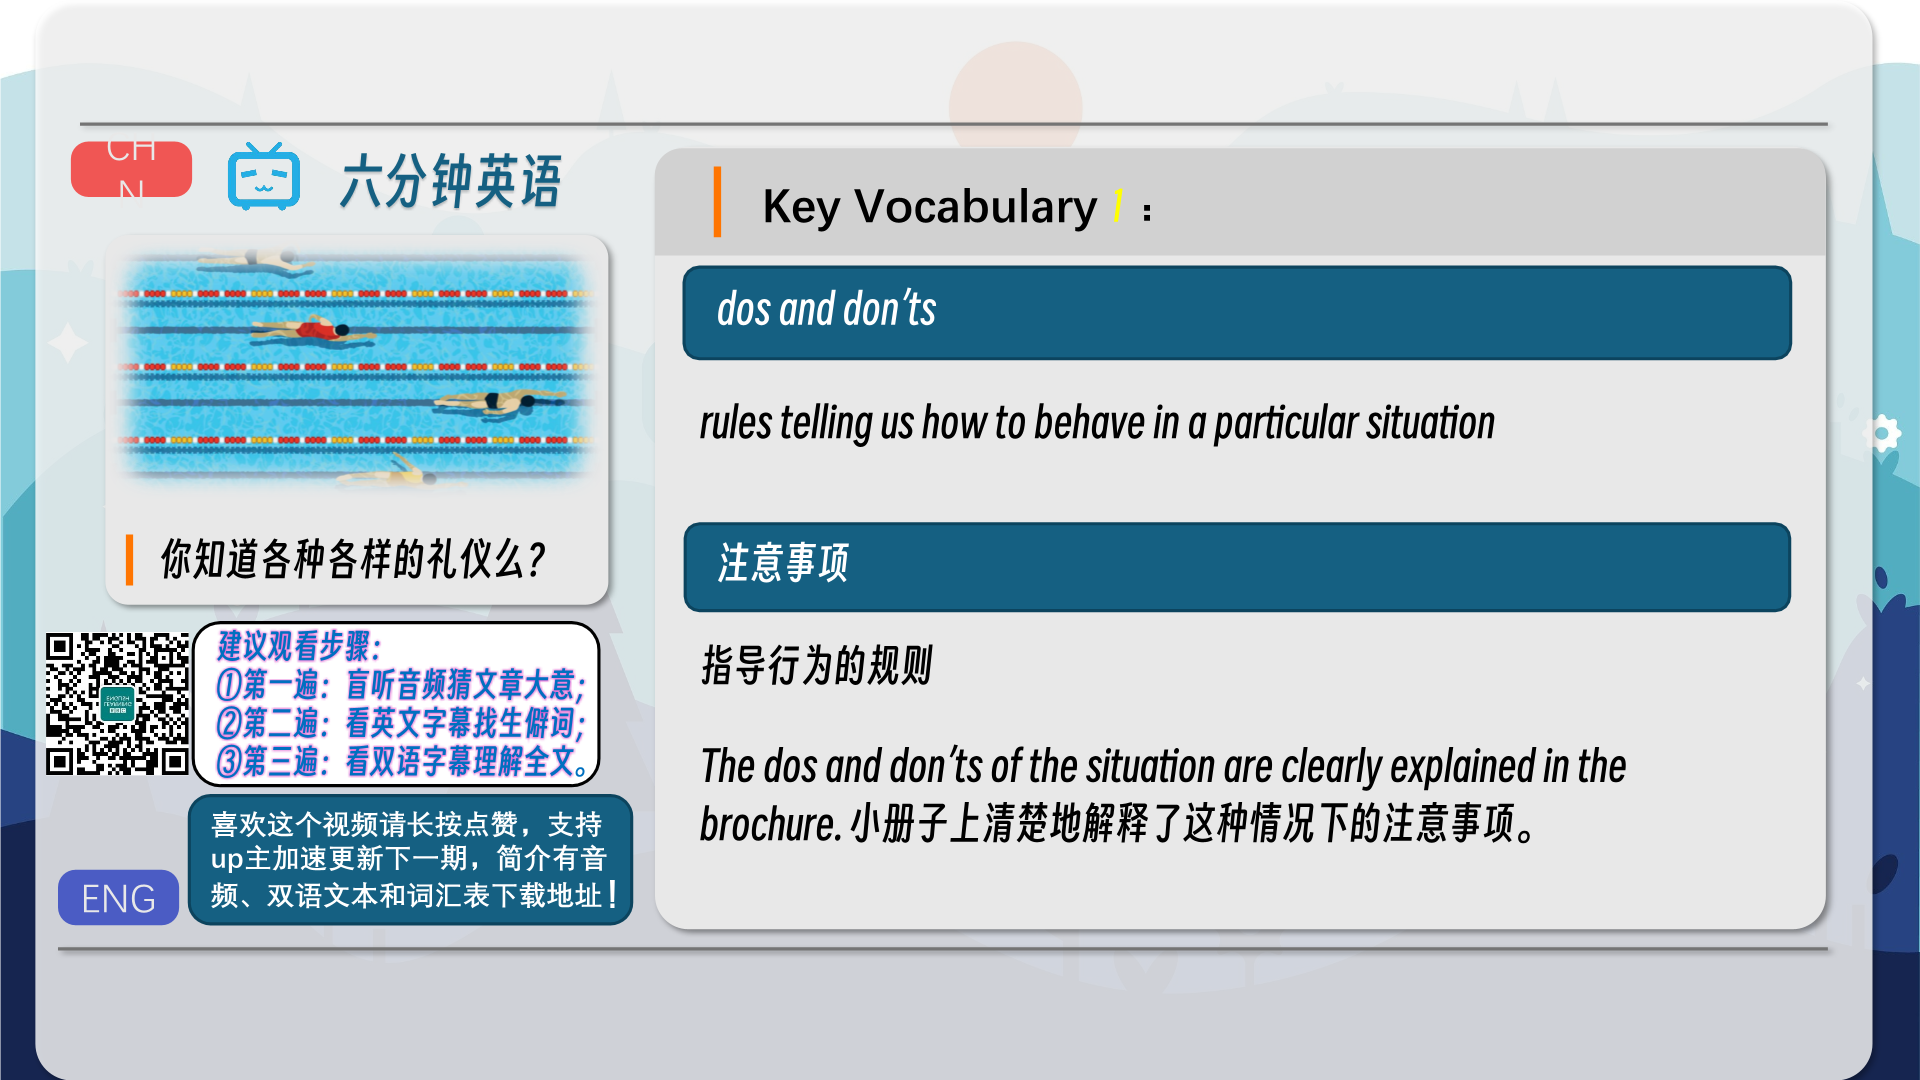 CH
N
六分钟英语
你知道各种各样的礼仪么?
建议观看步骤:
①第一遍: 盲听音频猜文章大意;
②第二遍: 看英文字幕找生僻词;
③第三遍: 看双语字幕理解全文。
喜欢这个视频请长按点赞，支持
up主加速更新下一期，简介有音
频、双语文本和词汇表下载地址！
ENG
Key Vocabulary 1：
dos and don'ts
rules telling us how to behave in a particular situation
注意事项
指导行为的规则
The dos and don'ts of the situation are clearly explained in the
brochure. 小册子上清楚地解释了这种情况下的注意事项。